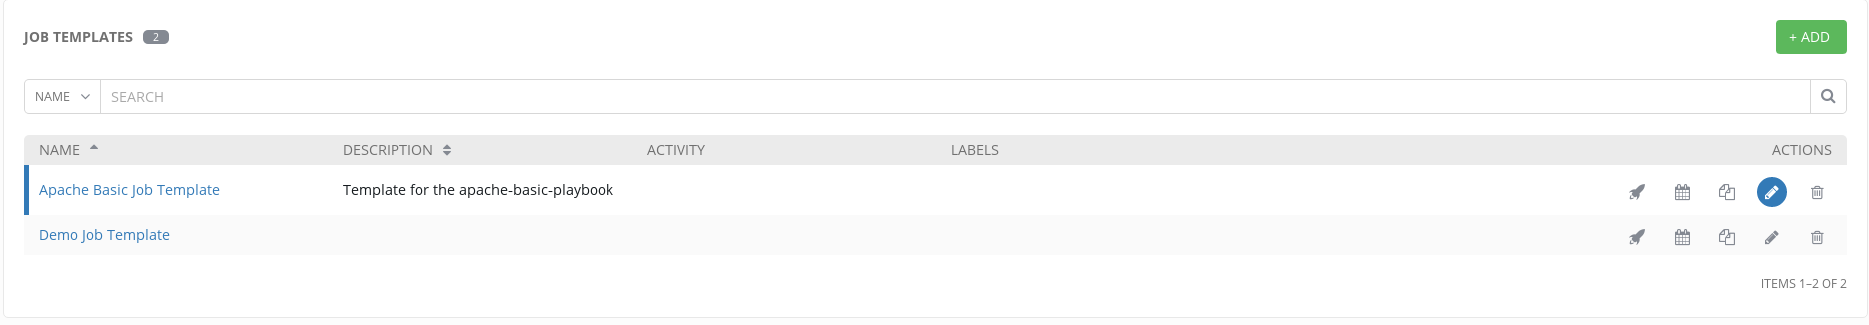 JOB TEMPLATES 2
+ ADD
NAME SEARCH
NAME DESCRIPTION ACTIVITY LABELS ACTIONS
Apache Basic Job Template Template for the apache-basic-playbook
Demo Job Template
ITEMS 1–2 OF 2